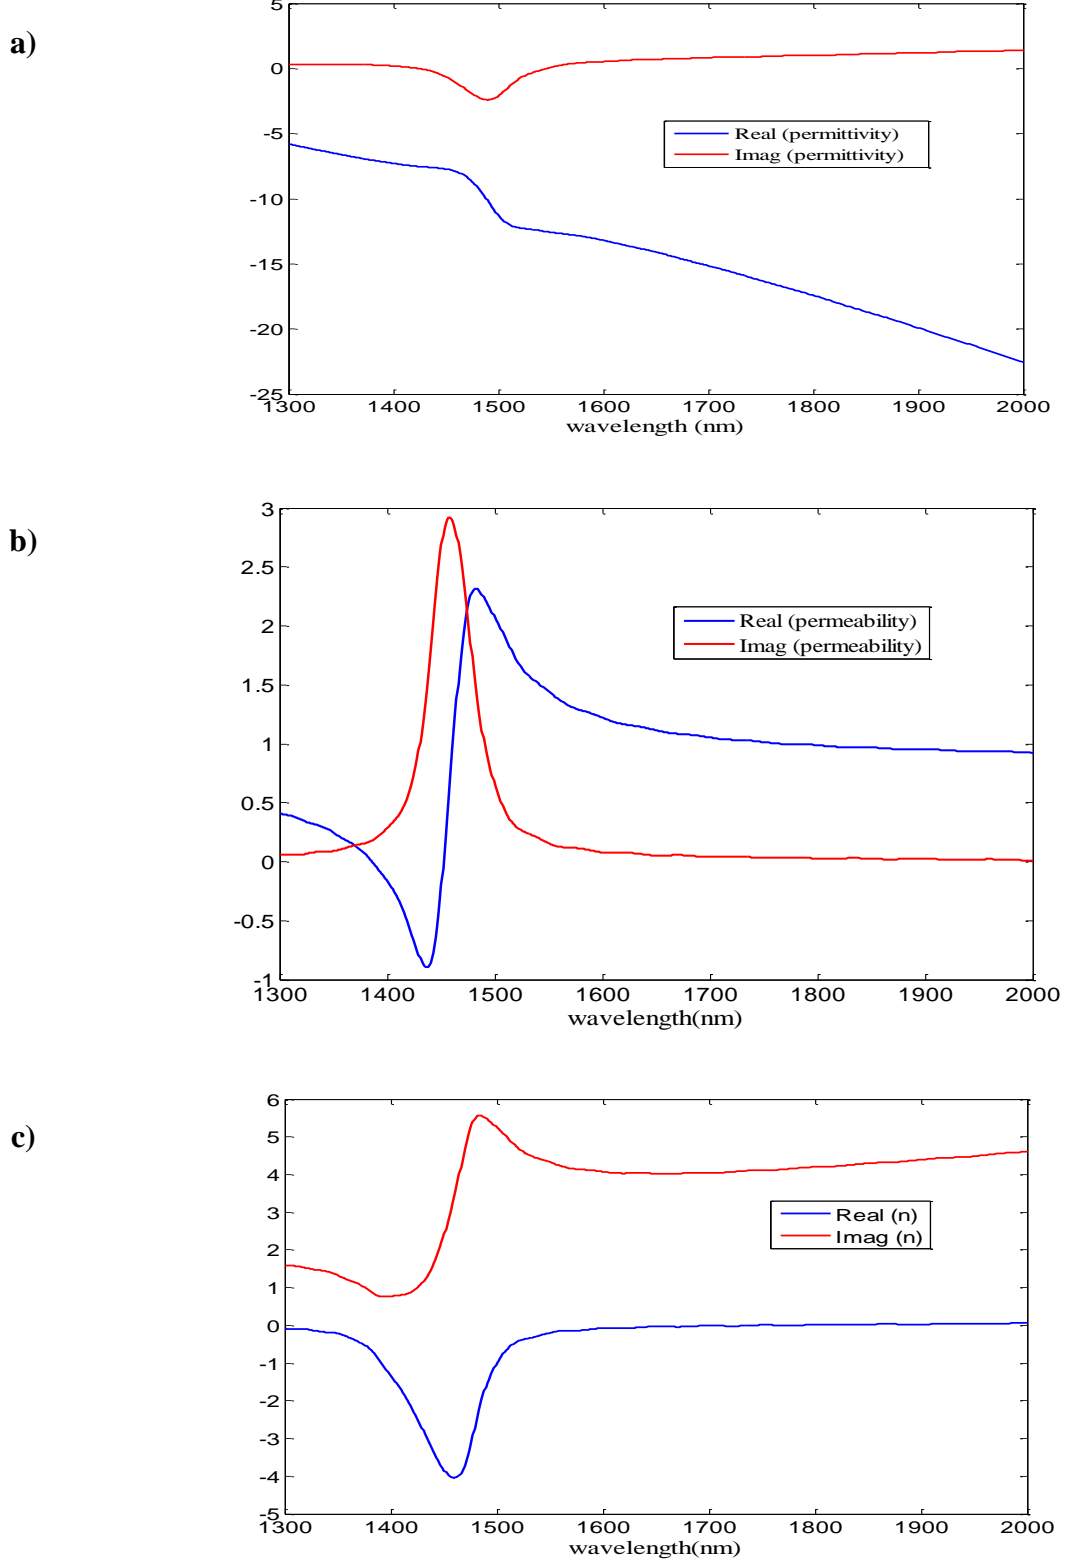 a)
5
0
-5
-10
-15
-20
-25
Real (permittivity)
Imag (permittivity)
1300 1400 1500 1600 1700 1800 1900 2000
wavelength (nm)
b)
3
2.5
2
1.5
1
0.5
0
-0.5
-1
Real (permeability)
Imag (permeability)
1300 1400 1500 1600 1700 1800 1900 2000
wavelength(nm)
c)
6
5
4
3
2
1
0
-1
-2
-3
-4
-5
Real (n)
Imag (n)
1300 1400 1500 1600 1700 1800 1900 2000
wavelength(nm)